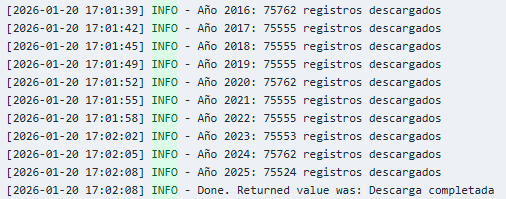 [2026-01-20 17:01:39] INFO - Año 2016: 75762 registros descargados
[2026-01-20 17:01:42] INFO - Año 2017: 75555 registros descargados
[2026-01-20 17:01:45] INFO - Año 2018: 75555 registros descargados
[2026-01-20 17:01:49] INFO - Año 2019: 75555 registros descargados
[2026-01-20 17:01:52] INFO - Año 2020: 75762 registros descargados
[2026-01-20 17:01:55] INFO - Año 2021: 75555 registros descargados
[2026-01-20 17:01:58] INFO - Año 2022: 75555 registros descargados
[2026-01-20 17:02:02] INFO - Año 2023: 75553 registros descargados
[2026-01-20 17:02:05] INFO - Año 2024: 75762 registros descargados
[2026-01-20 17:02:08] INFO - Año 2025: 75524 registros descargados
[2026-01-20 17:02:08] INFO - Done. Returned value was: Descarga completada